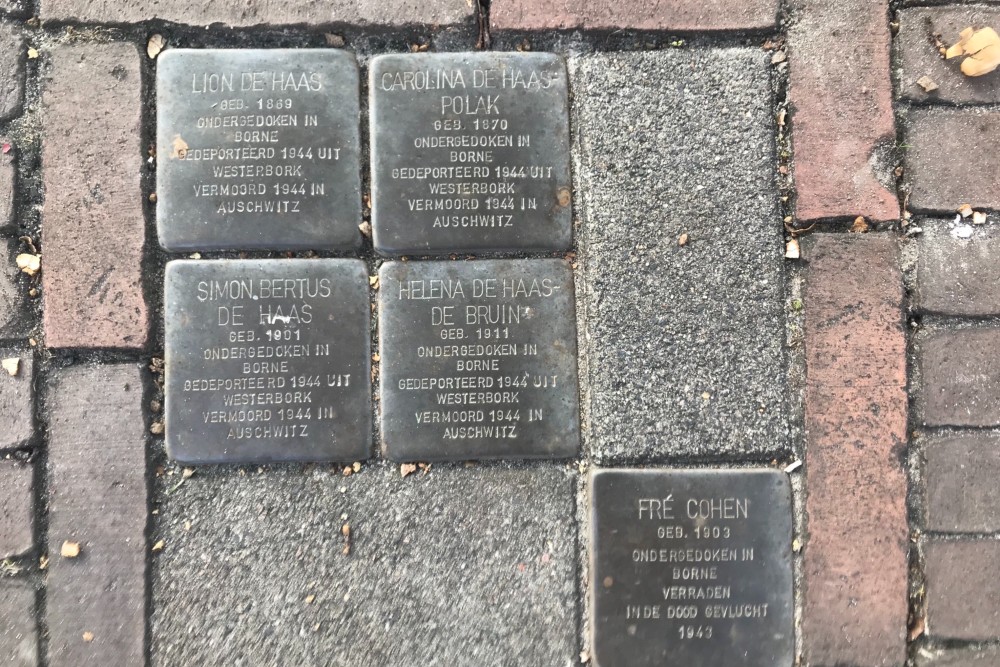 LION DE HAAS
GEB. 1869
ONDERGEDOKEN IN
BORNE
GEDEPORTEERD 1944 UIT
WESTERBORK
VERMOORD 1944 IN
AUSCHWITZ
CAROLINA DE HAAS-
POLAK
GEB. 1870
ONDERGEDOKEN IN
BORNE
GEDEPORTEERD 1944 UIT
WESTERBORK
VERMOORD 1944 IN
AUSCHWITZ
SIMON BERTUS
DE HAAS
GEB. 1901
ONDERGEDOKEN IN
BORNE
GEDEPORTEERD 1944 UIT
WESTERBORK
VERMOORD 1944 IN
AUSCHWITZ
HELENA DE HAAS-
DE BRUIN
GEB. 1911
ONDERGEDOKEN IN
BORNE
GEDEPORTEERD 1944 UIT
WESTERBORK
VERMOORD 1944 IN
AUSCHWITZ
FRÉ COHEN
GEB. 1903
ONDERGEDOKEN IN
BORNE
VERRADEN
IN DE DOOD GEVLUCHT
1943